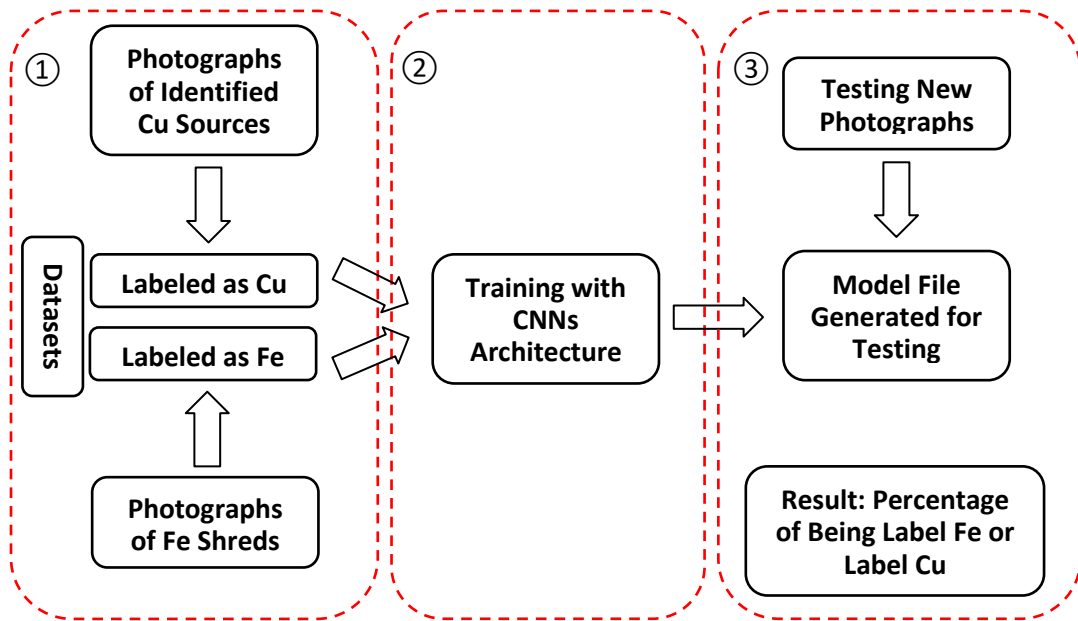 ①
Photographs
of Identified
Cu Sources
Datasets
Labeled as Cu
Labeled as Fe
Photographs
of Fe Shreds
②
Training with
CNNs
Architecture
③
Testing New
Photographs
Model File
Generated for
Testing
Result: Percentage
of Being Label Fe or
Label Cu